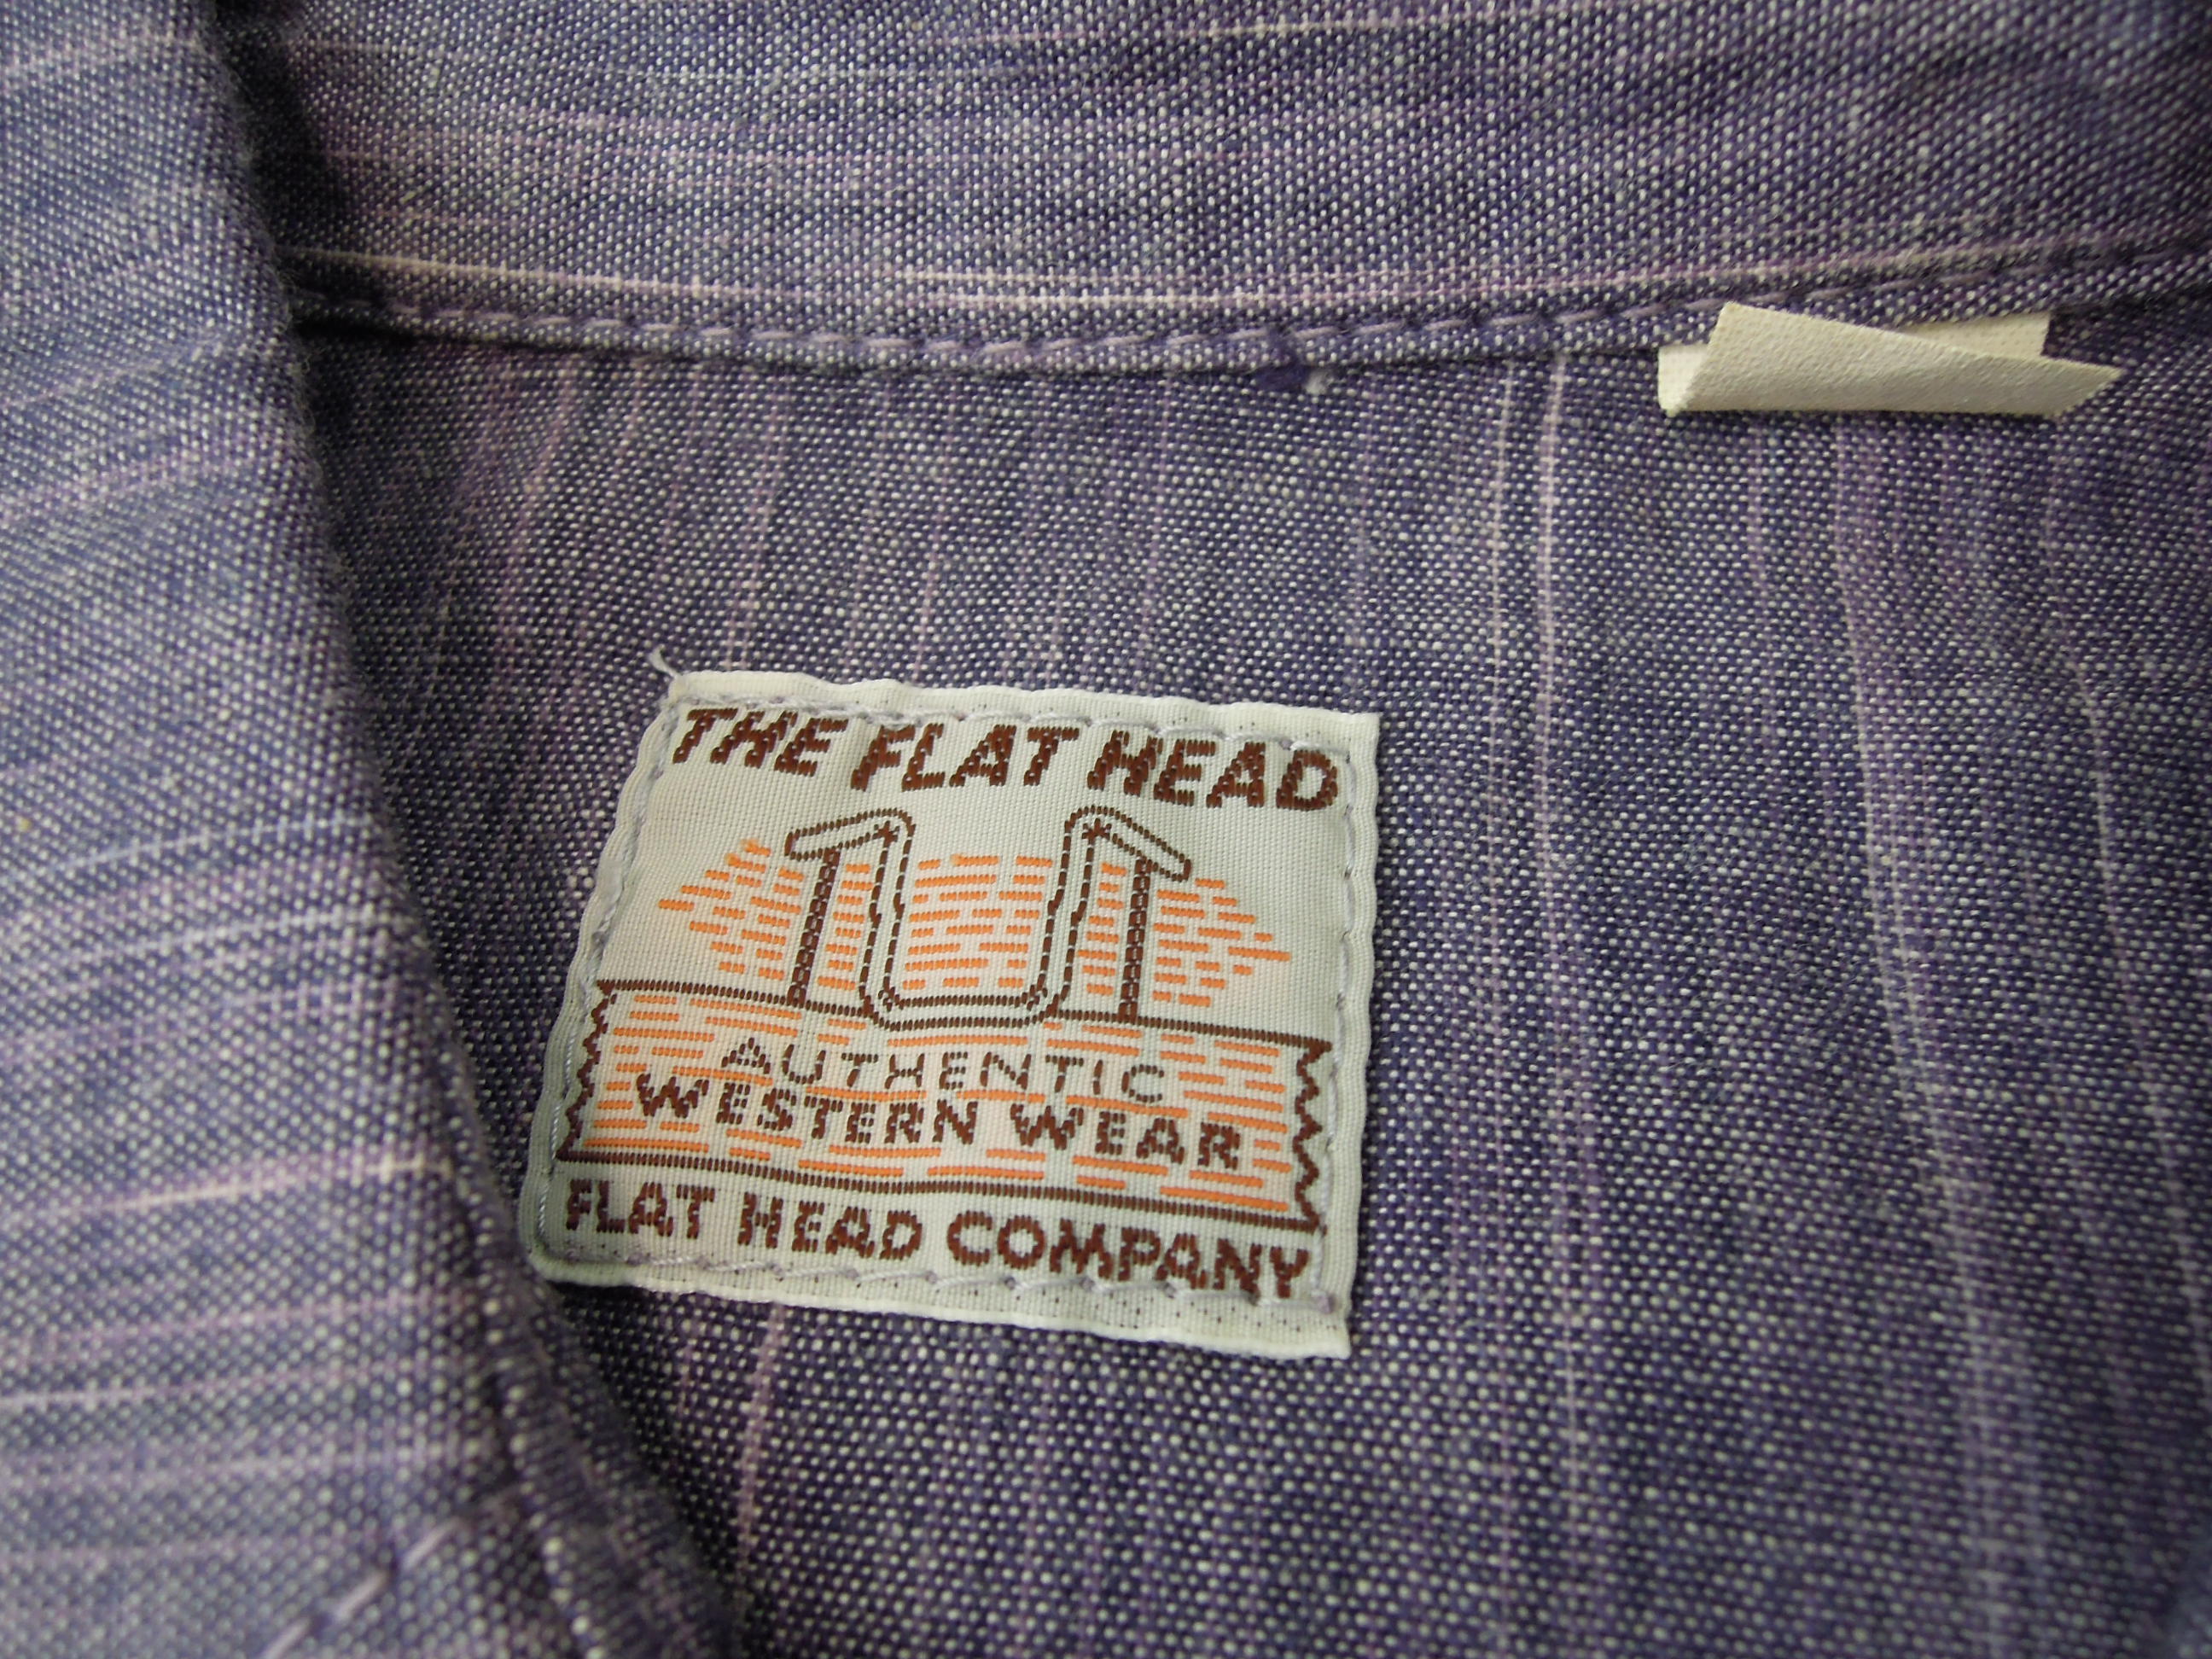 THE FLAT HEAD
AUTHENTIC
WESTERN WEAR
FLAT HEAD COMPANY